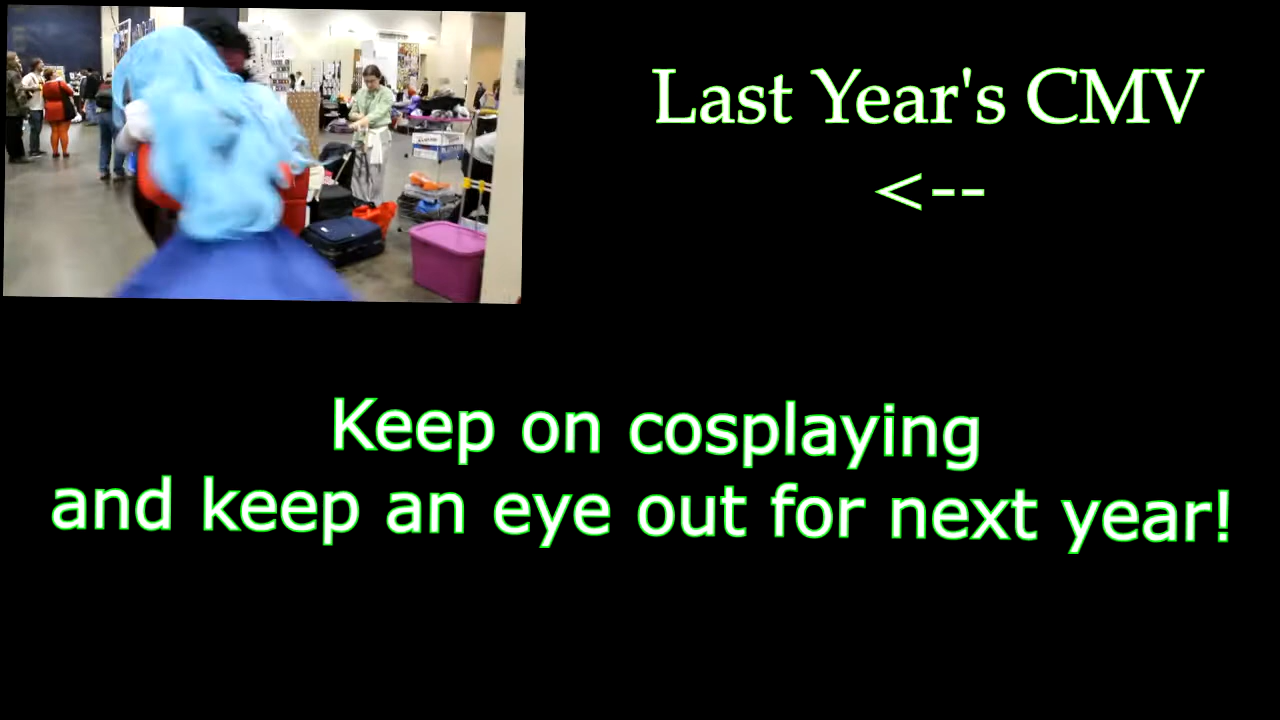 Last Year's CMV
<--
Keep on cosplaying
and keep an eye out for next year!